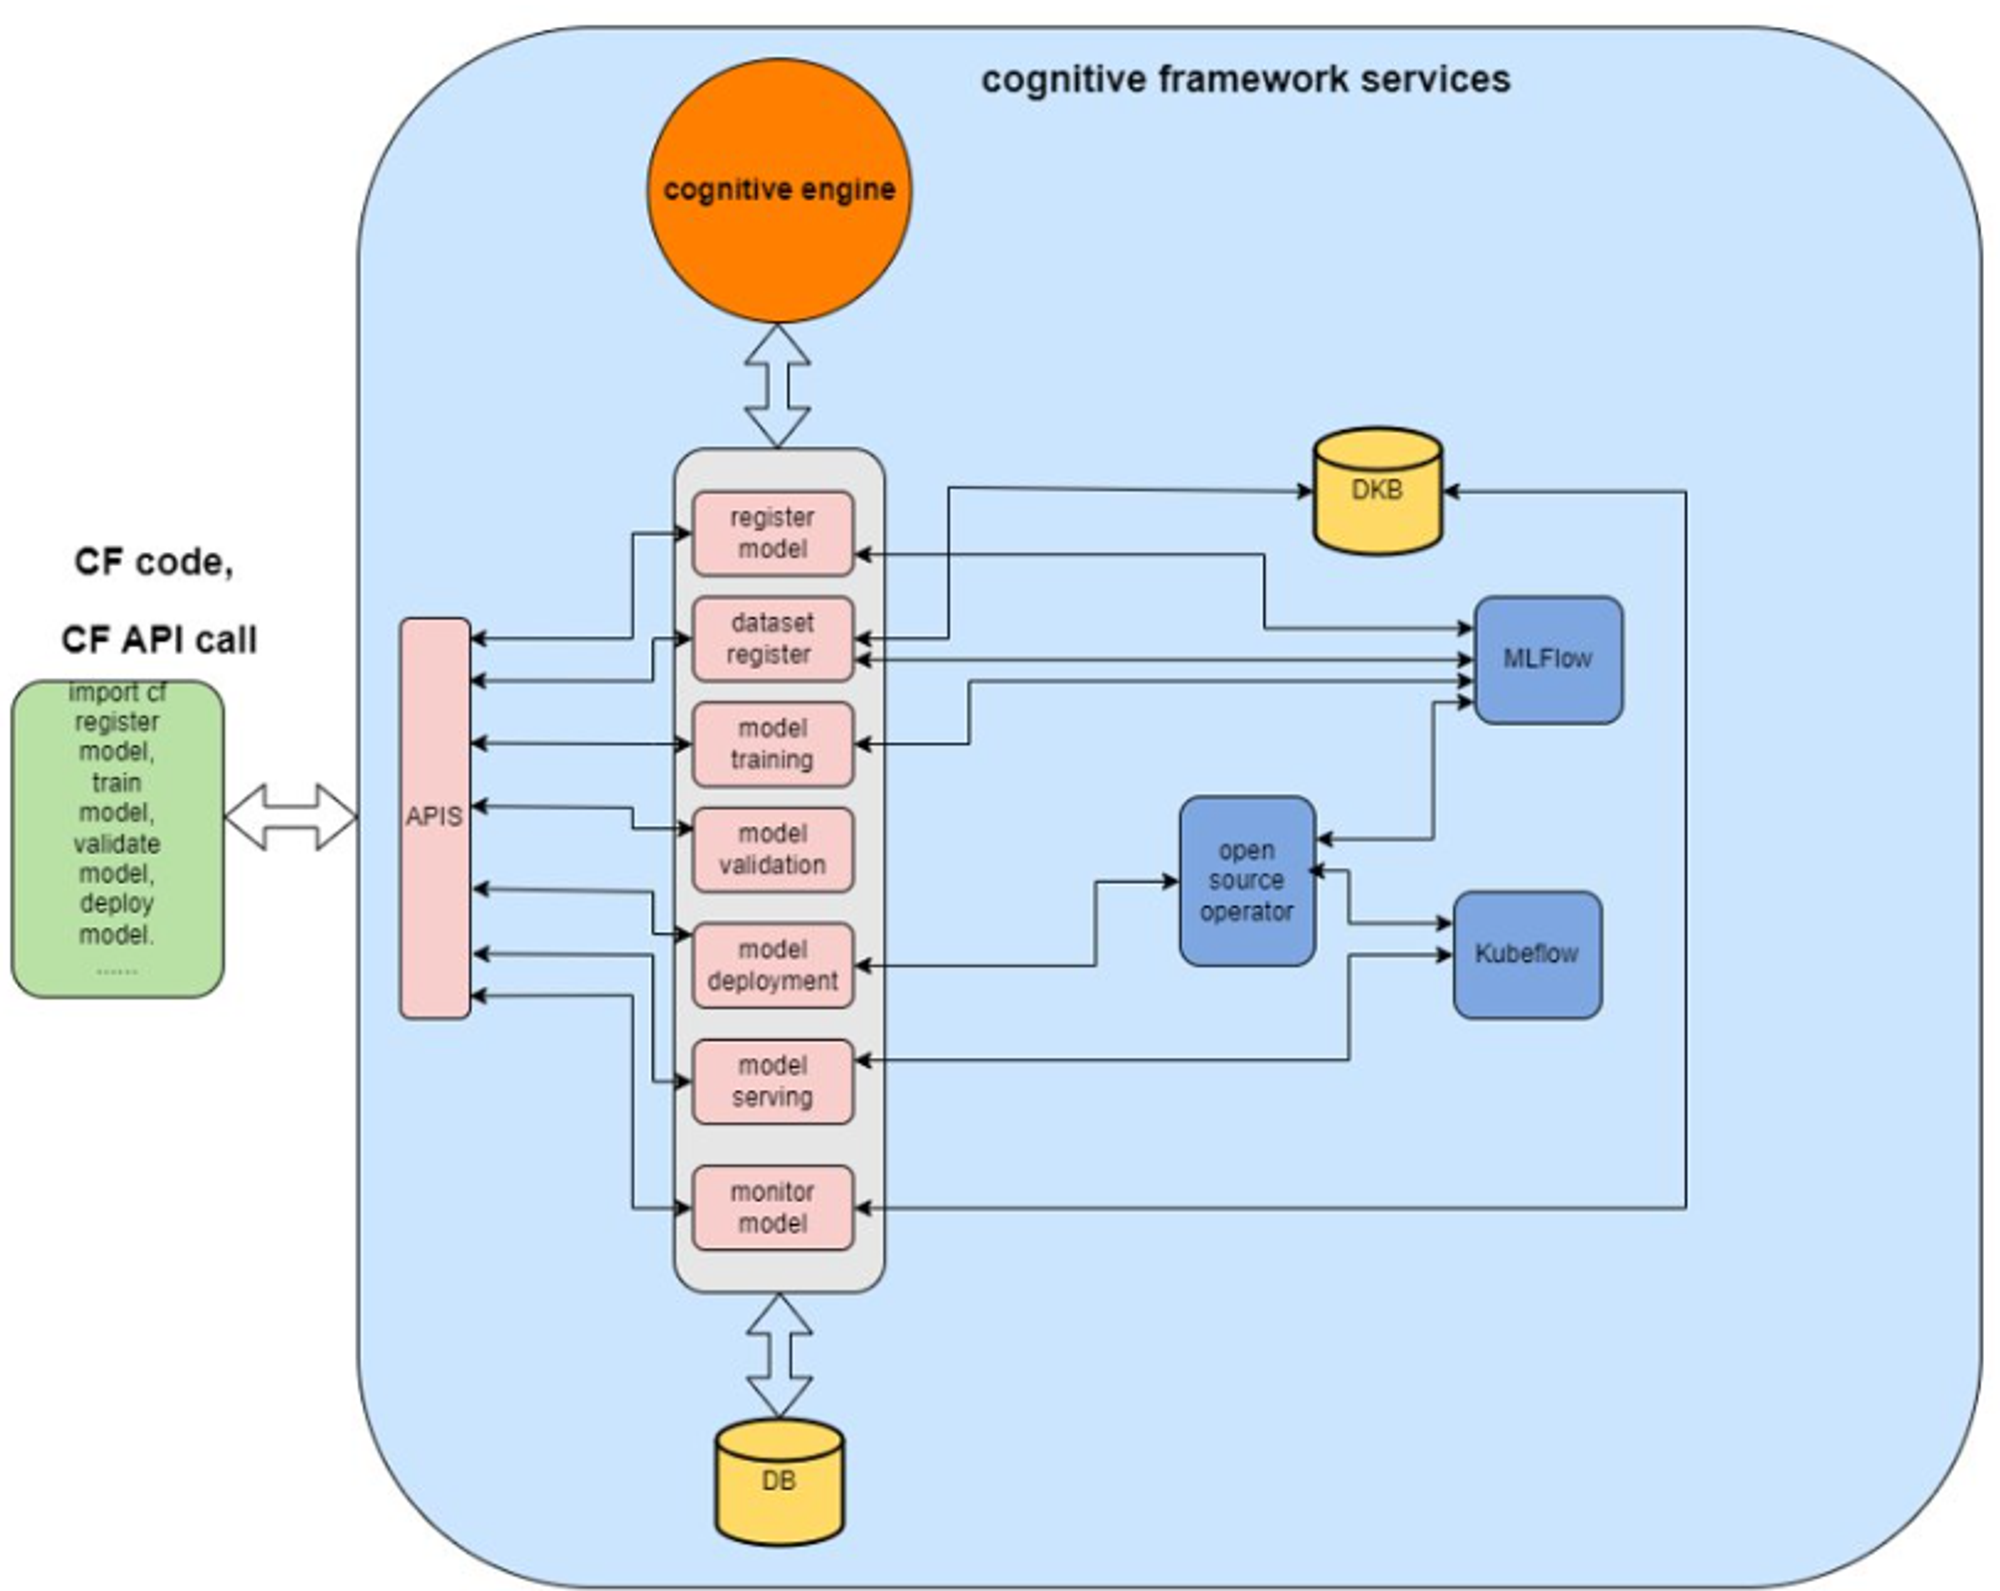 cognitive framework services
cognitive engine
CF code,
CF API call
import cf
register
model,
train
model,
validate
model,
deploy
model.
......
APIS
register
model
dataset
register
model
training
model
validation
model
deployment
model
serving
monitor
model
DKB
MLFlow
open
source
operator
Kubeflow
DB